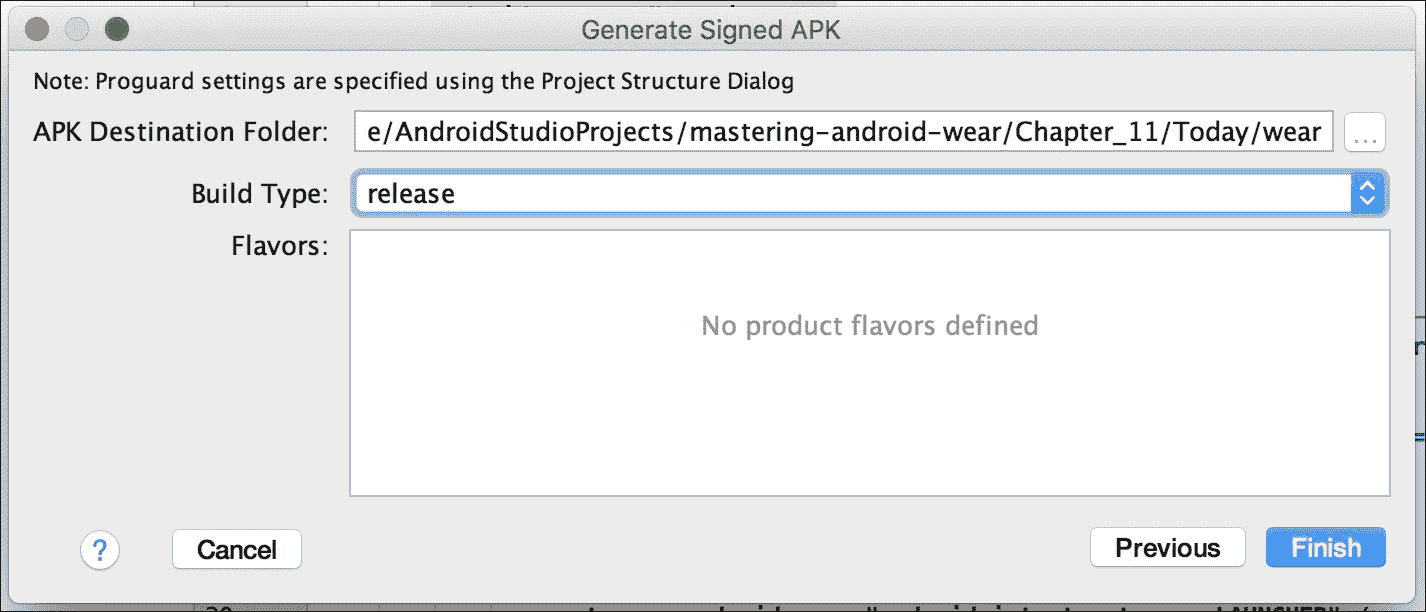 Generate Signed APK
Note: Proguard settings are specified using the Project Structure Dialog
APK Destination Folder: e/AndroidStudioProjects/mastering-android-wear/Chapter_11/Today/wear ...
Build Type: release
Flavors:
No product flavors defined
? Cancel Previous Finish